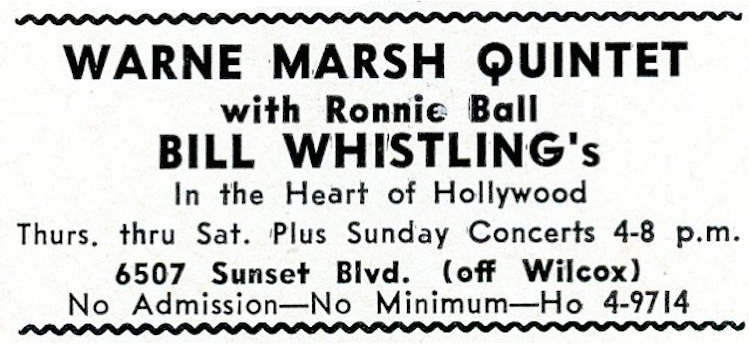 WARNE MARSH QUINTET
with Ronnie Ball
BILL WHISTLING's
In the Heart of Hollywood
Thurs. thru Sat. Plus Sunday Concerts 4-8 p.m.
6507 Sunset Blvd. (off Wilcox)
No Admission—No Minimum—Ho 4-9714